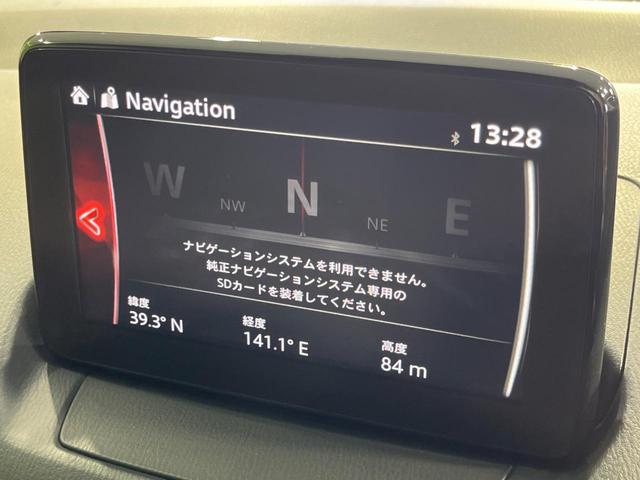 Navigation
13:28
W NW N NE E
ナビゲーションシステムを利用できません。
純正ナビゲーションシステム専用の
SDカードを装着してください。
緯度 経度 高度
39.3° N 141.1° E 84 m